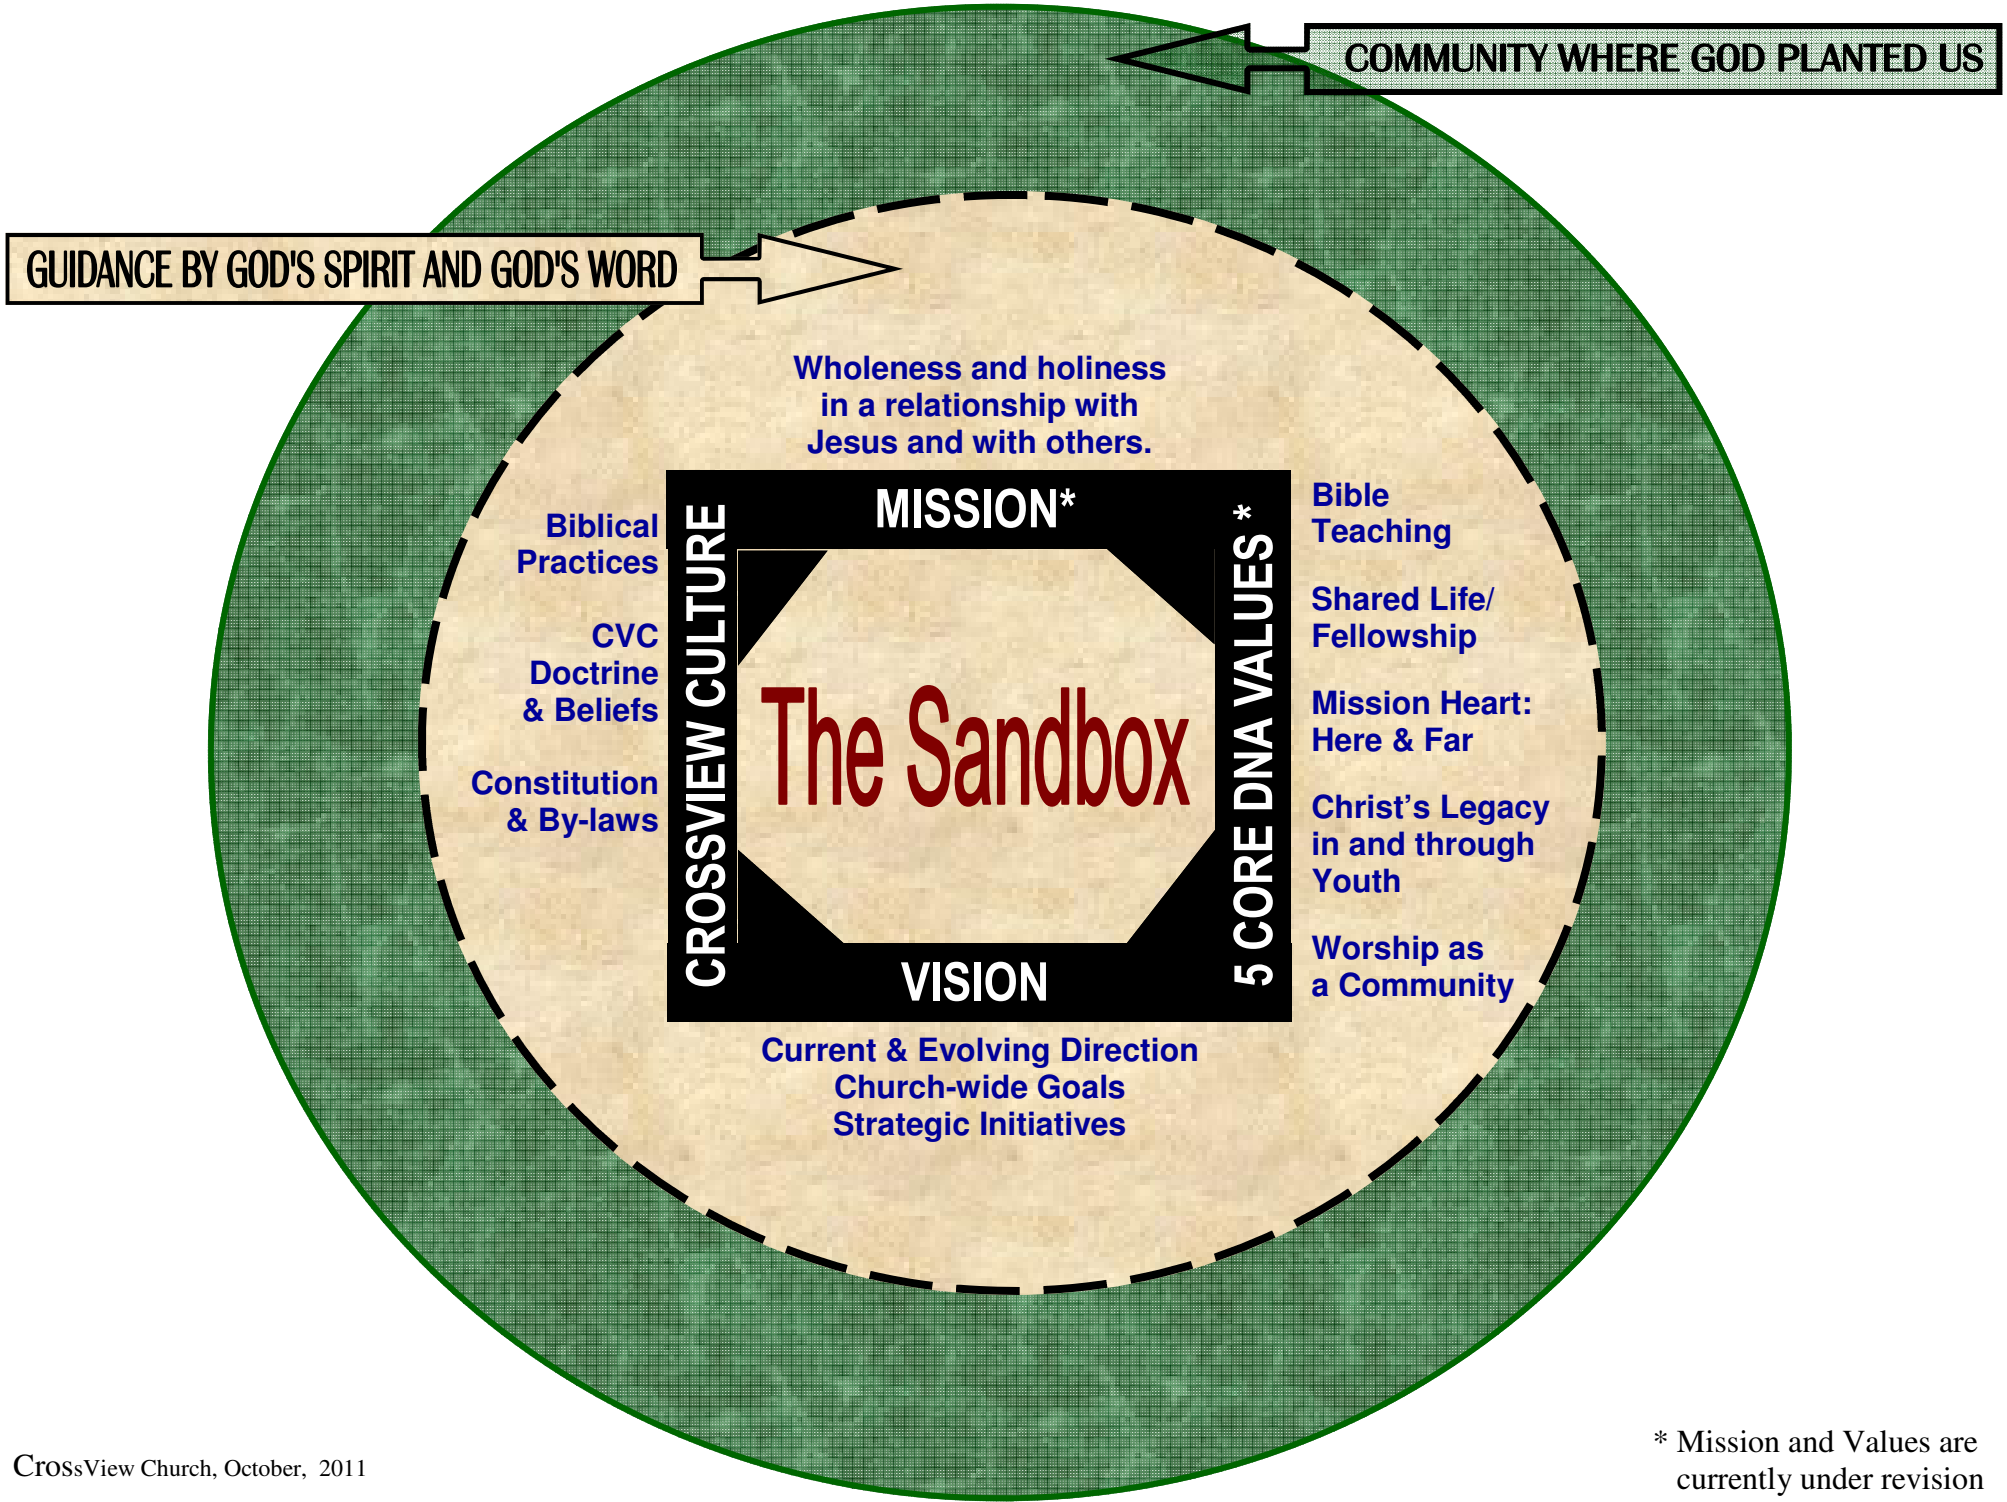 COMMUNITY WHERE GOD PLANTED US
GUIDANCE BY GOD'S SPIRIT AND GOD'S WORD
Wholeness and holiness
in a relationship with
Jesus and with others.
MISSION*
Biblical
Practices
CVC
Doctrine
& Beliefs
Constitution
& By-laws
CROSSVIEW CULTURE
The Sandbox
5 CORE DNA VALUES *
Bible
Teaching
Shared Life/
Fellowship
Mission Heart:
Here & Far
Christ's Legacy
in and through
Youth
Worship as
a Community
VISION
Current & Evolving Direction
Church-wide Goals
Strategic Initiatives
CrossView Church, October, 2011
* Mission and Values are
currently under revision